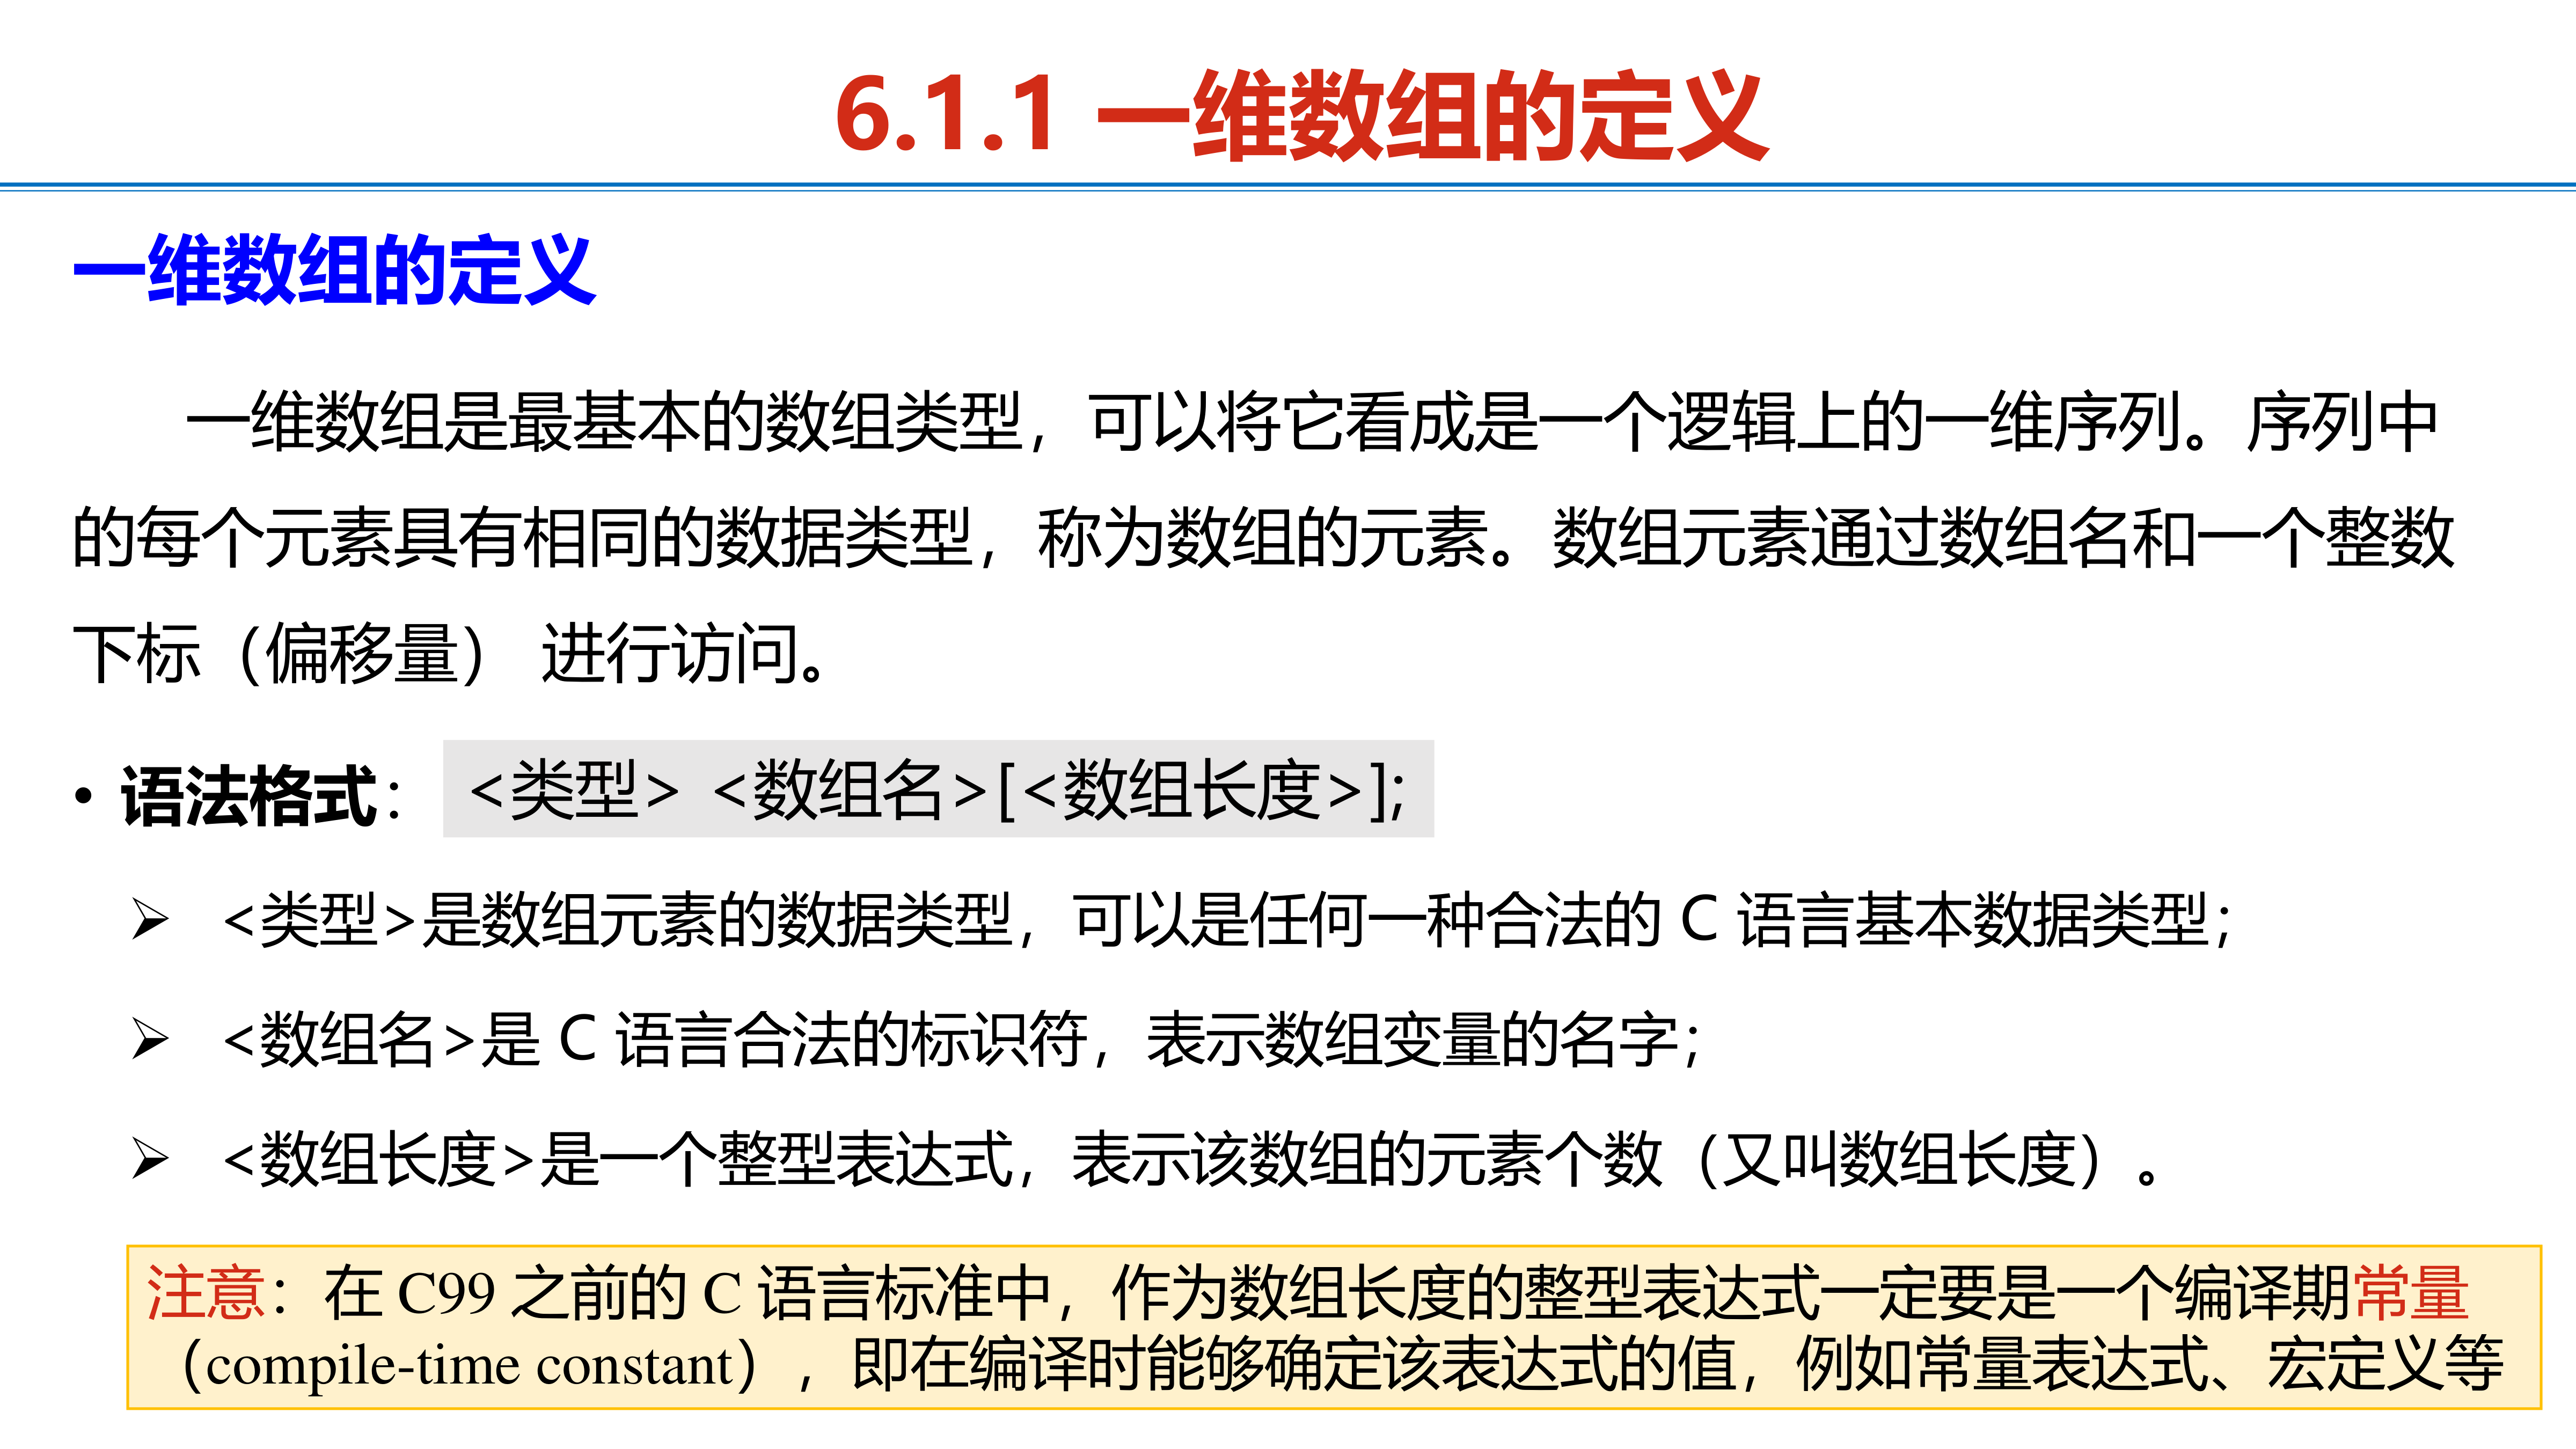 6.1.1 一维数组的定义
一维数组的定义
一维数组是最基本的数组类型，可以将它看成是一个逻辑上的一维序列。序列中
的每个元素具有相同的数据类型，称为数组的元素。数组元素通过数组名和一个整数
下标（偏移量） 进行访问。
• 语法格式： <类型> <数组名>[<数组长度>];
➢ <类型>是数组元素的数据类型，可以是任何一种合法的 C 语言基本数据类型；
➢ <数组名>是 C 语言合法的标识符，表示数组变量的名字；
➢ <数组长度>是一个整型表达式，表示该数组的元素个数（又叫数组长度）。
注意：在 C99 之前的 C 语言标准中，作为数组长度的整型表达式一定要是一个编译期常量
（compile-time constant），即在编译时能够确定该表达式的值，例如常量表达式、宏定义等